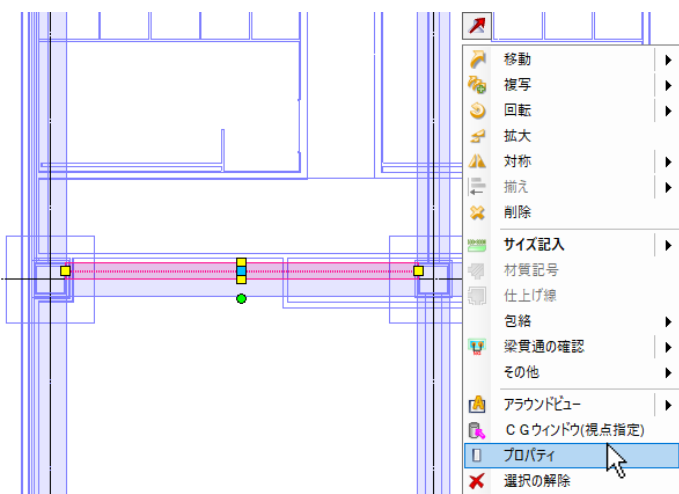 移動
複写
回転
拡大
対称
揃え
削除
サイズ記入
材質記号
仕上げ線
包絡
梁貫通の確認
その他
アラウンドビュー
ＣＧウィンドウ(視点指定)
プロパティ
選択の解除